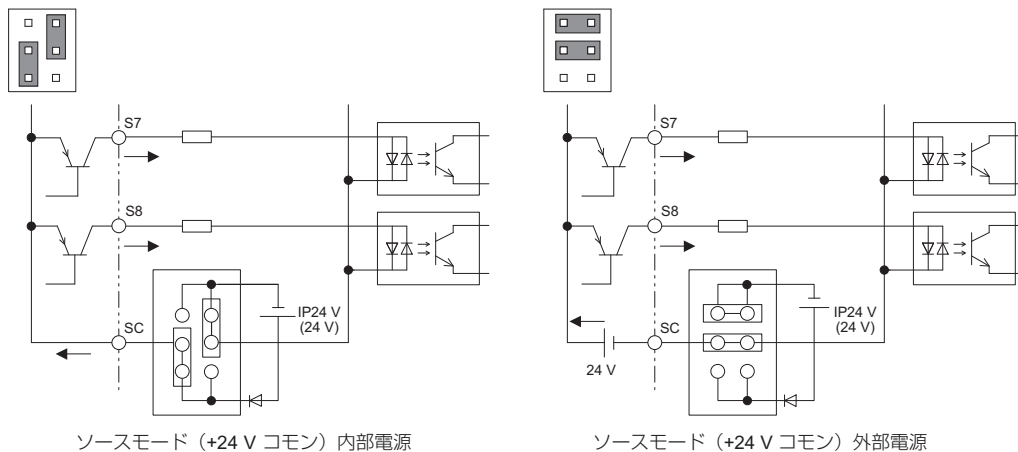 S7
S8
SC
IP24 V
(24 V)
ソースモード（+24 V コモン）内部電源
S7
S8
SC
24 V
IP24 V
(24 V)
ソースモード（+24 V コモン）外部電源